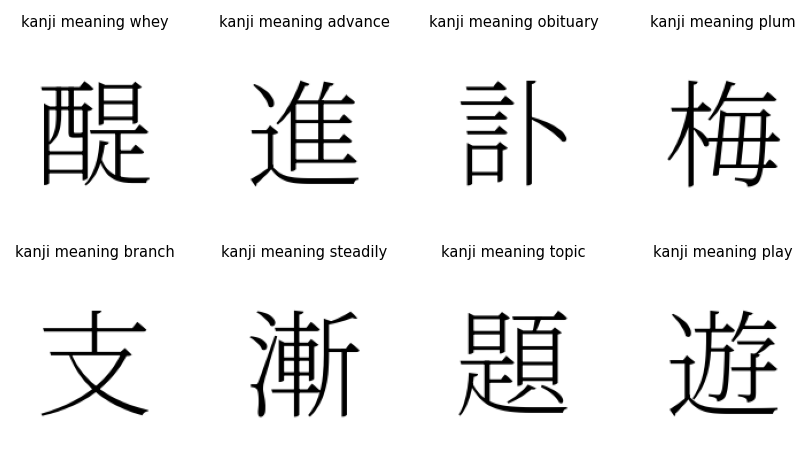 kanji meaning whey kanji meaning advance kanji meaning obituary kanji meaning plum
醍 進 訃 梅
kanji meaning branch kanji meaning steadily kanji meaning topic kanji meaning play
支 漸 題 遊